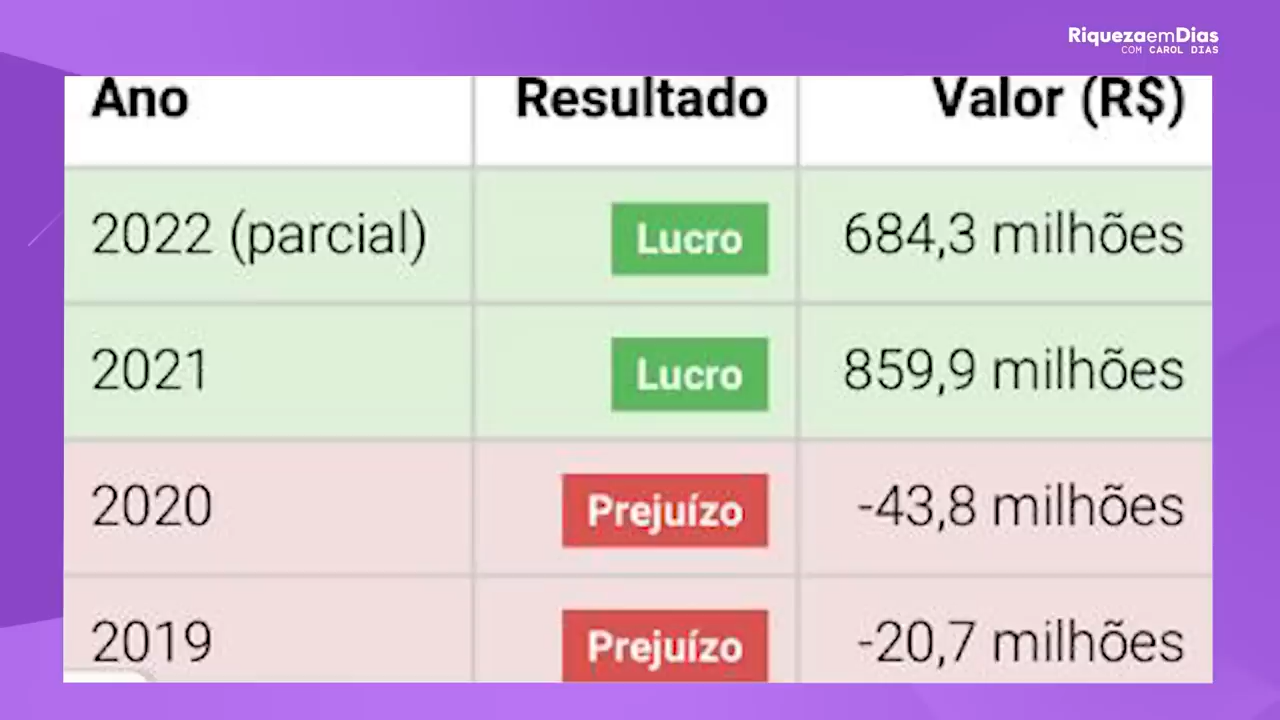 RiquezaemDias
COM CAROL DIAS
Ano Resultado Valor (R$)
2022 (parcial) Lucro 684,3 milhões
2021 Lucro 859,9 milhões
2020 Prejuízo -43,8 milhões
2019 Prejuízo -20,7 milhões